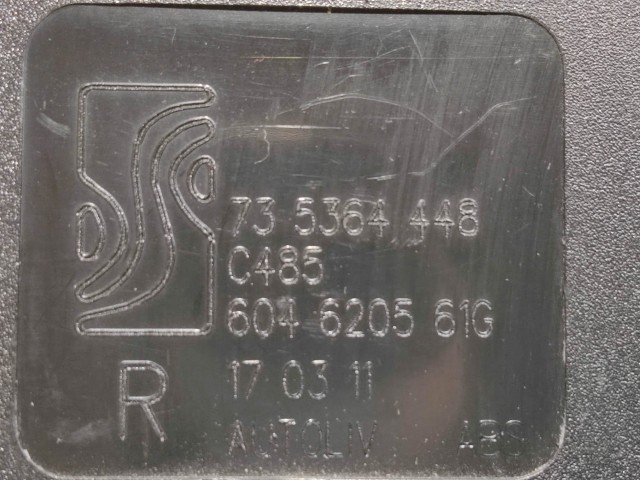 73 5364 448
C485
604 6205 61G
R
17 03 11
AUTOLIV ABS